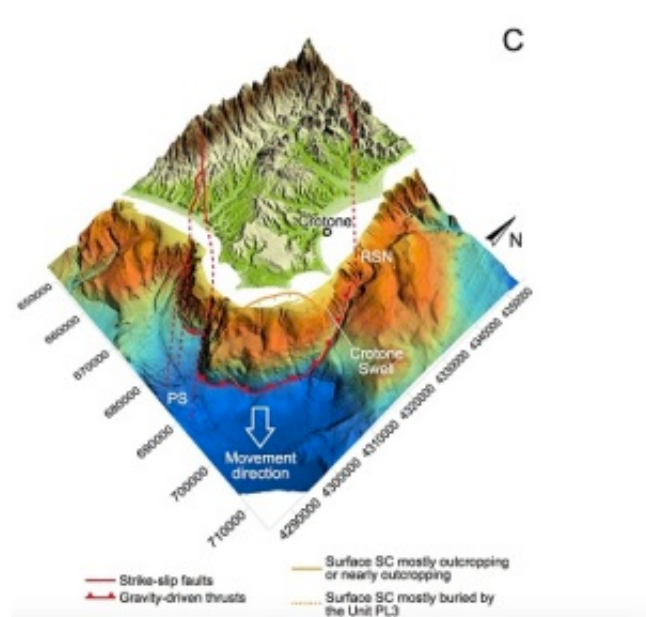 C
Crotone
N
RSN
Crotone
Swell
PS
Movement
direction
650000
660000
670000
680000
690000
700000
710000
4290000
4300000
4310000
4320000
4330000
4340000
Strike-slip faults
Gravity-driven thrusts
Surface SC mostly outcropping
or nearly outcropping
Surface SC mostly buried by
the Unit PL3